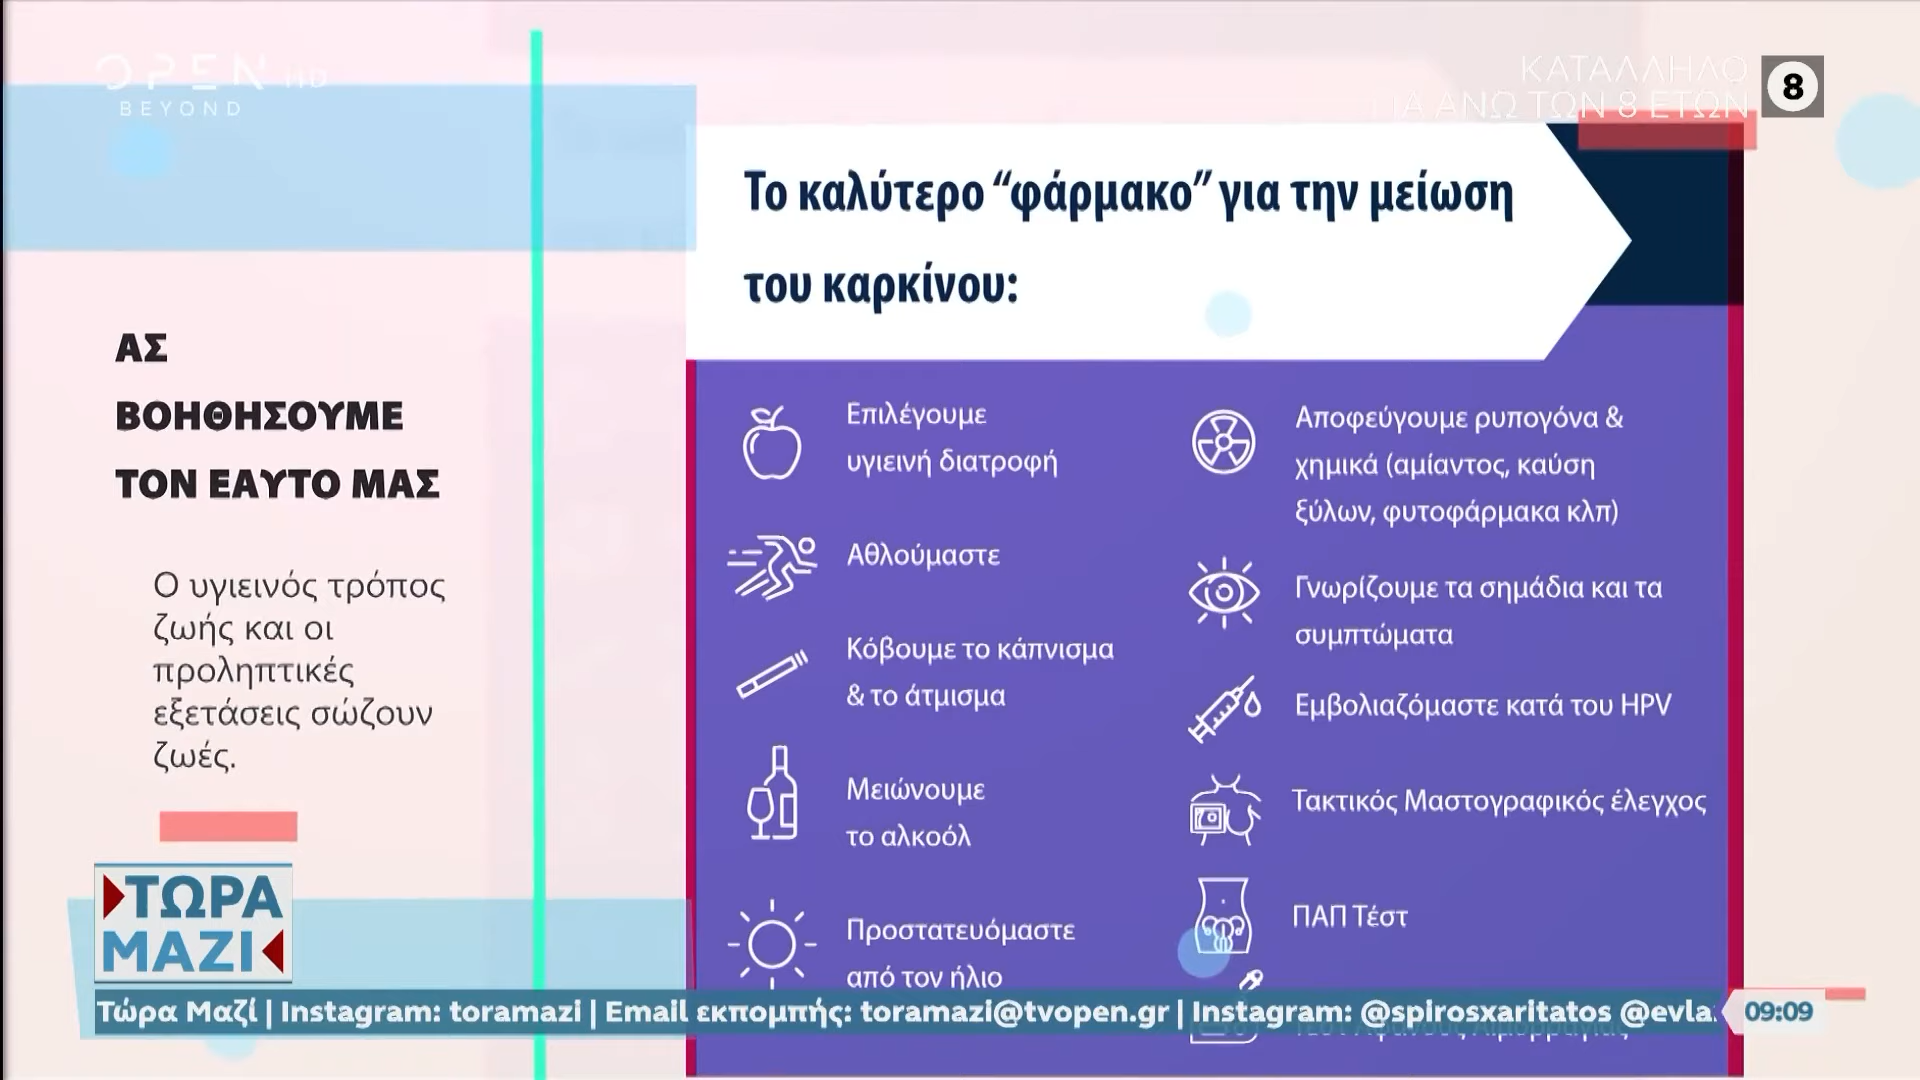 OPEN HD
BEYOND
ΚΑΤΑΛΛΗΛΟ
ΓΙΑ ΑΝΩ ΤΩΝ 8 ΕΤΩΝ
8
Το καλύτερο “φάρμακο” για την μείωση
του καρκίνου:
ΑΣ
ΒΟΗΘΗΣΟΥΜΕ
ΤΟΝ ΕΑΥΤΟ ΜΑΣ
Ο υγιεινός τρόπος
ζωής και οι
προληπτικές
εξετάσεις σώζουν
ζωές.
Επιλέγουμε
υγιεινή διατροφή
Αθλούμαστε
Κόβουμε το κάπνισμα
& το άτμισμα
Μειώνουμε
το αλκοόλ
Προστατευόμαστε
από τον ήλιο
Αποφεύγουμε ρυπογόνα &
χημικά (αμίαντος, καύση
ξύλων, φυτοφάρμακα κλπ)
Γνωρίζουμε τα σημάδια και τα
συμπτώματα
Εμβολιαζόμαστε κατά του HPV
Τακτικός Μαστογραφικός έλεγχος
ΠΑΠ Τέστ
ΤΩΡΑ
ΜΑΖΙ
Τώρα Μαζί | Instagram: toramazi | Email εκπομπής: toramazi@tvopen.gr | Instagram: @spirosxaritatos @evla
09:09